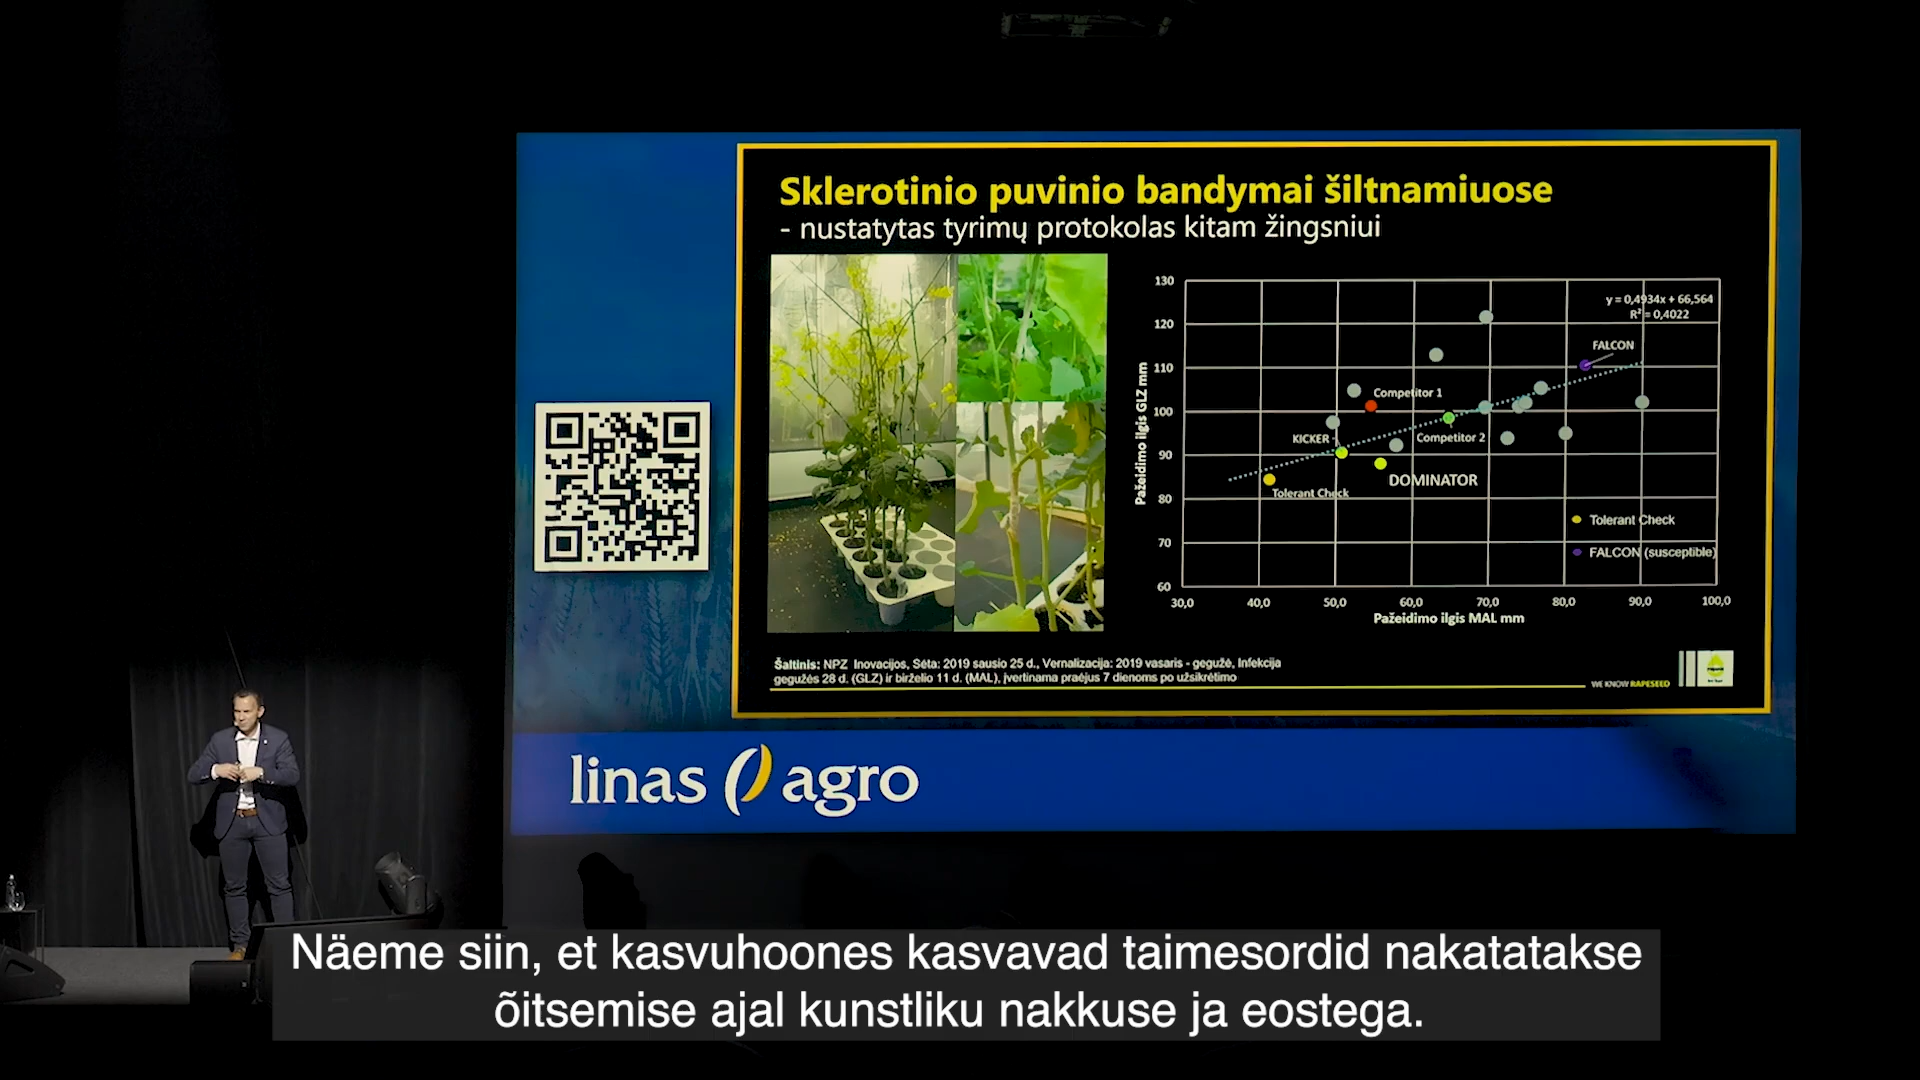 Sklerotinio puvinio bandymai šiltnamiuose
- nustatytas tyrimų protokolas kitam žingsniui
130
120
110
100
90
80
70
60
Pažeidimo ilgis GLZ mm
y = 0,4934x + 66,564
R² = 0,4022
FALCON
Competitor 1
KICKER
Competitor 2
DOMINATOR
Tolerant Check
Tolerant Check
FALCON (susceptible)
30,0 40,0 50,0 60,0 70,0 80,0 90,0 100,0
Pažeidimo ilgis MAL mm
Šaltinis: NPZ Inovacijos, Sėta: 2019 sausio 25 d., Vernalizacija: 2019 vasaris - gegužė, Infekcija
gegužės 28 d. (GLZ) ir birželio 11 d. (MAL), įvertinama praėjus 7 dienoms po užsikrėtimo
WE KNOW RAPESEED
linas agro
Näeme siin, et kasvuhoones kasvavad taimesordid nakatatakse
õitsemise ajal kunstliku nakkuse ja eostega.